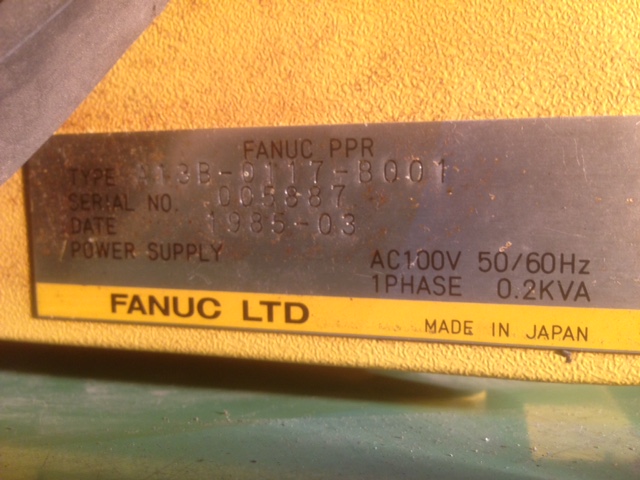 FANUC PPR
TYPE A13B-0117-B001
SERIAL NO. 005887
DATE 1985-03
POWER SUPPLY
AC100V 50/60Hz
1PHASE 0.2KVA
FANUC LTD
MADE IN JAPAN